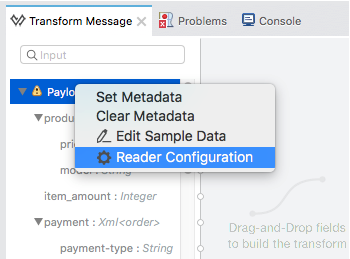 Transform Message Problems Console
Input
Paylo
Set Metadata
Clear Metadata
Edit Sample Data
Reader Configuration
produ
pri
model String
item_amount : Integer
payment : Xml<order>
payment-type : String
Drag-and-Drop fields
to build the transform